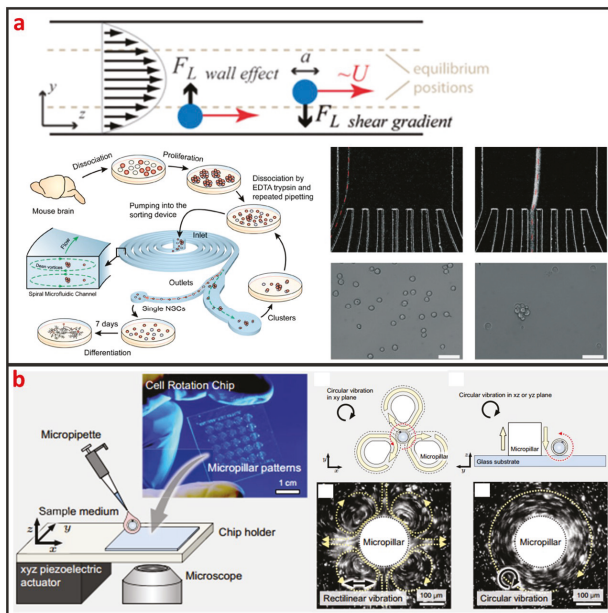 a
F_L wall effect
a
~U
equilibrium
positions
F_L shear gradient
y
z
Dissociation
Proliferation
Mouse brain
Dissociation by
EDTA trypsin and
repeated pipetting
Pumping into the
sorting device
Inlet
Flow
Dean vortices
Spiral Microfluidic Channel
Outlets
Single NSCs
Clusters
7 days
Differentiation
b
Cell Rotation Chip
Micropillar patterns
1 cm
Micropipette
Sample medium
z
y
x
Chip holder
xyz piezoelectric
actuator
Microscope
Circular vibration
in xy plane
Micropillar
y
x
Circular vibration in xz or yz plane
Micropillar
Glass substrate
z
x
Micropillar
Rectilinear vibration
100 μm
Micropillar
Circular vibration
100 μm